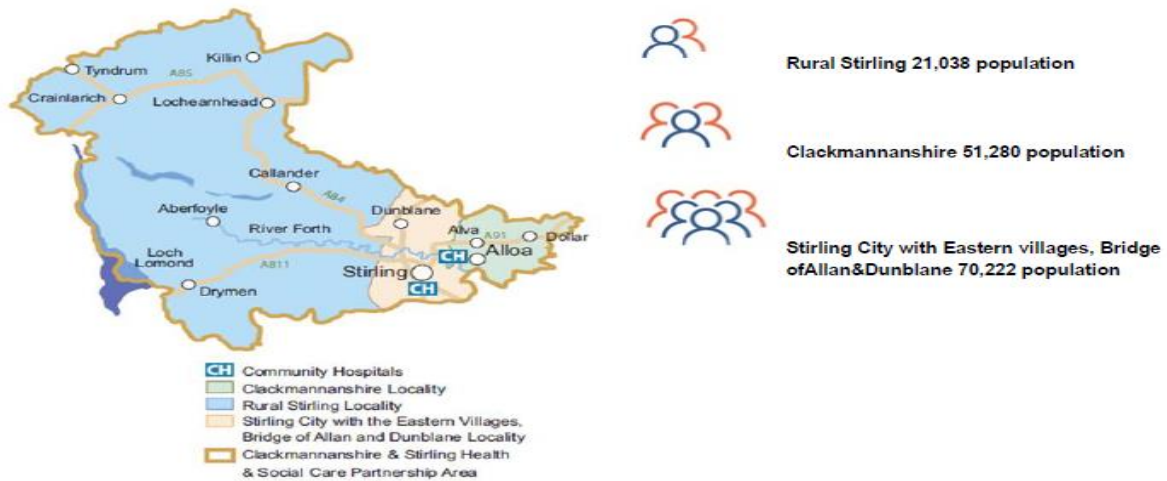 Killin
Tyndrum
A85
Crainlarich
Lochearnhead
Callander
A84
Aberfoyle
Dunblane
River Forth
Alva
A91
Dollar
Loch
Lomond
CH
Alloa
A811
Stirling
Drymen
CH
CH Community Hospitals
Clackmannanshire Locality
Rural Stirling Locality
Stirling City with the Eastern Villages,
Bridge of Allan and Dunblane Locality
Clackmannanshire & Stirling Health
& Social Care Partnership Area
Rural Stirling 21,038 population
Clackmannanshire 51,280 population
Stirling City with Eastern villages, Bridge
ofAllan&Dunblane 70,222 population